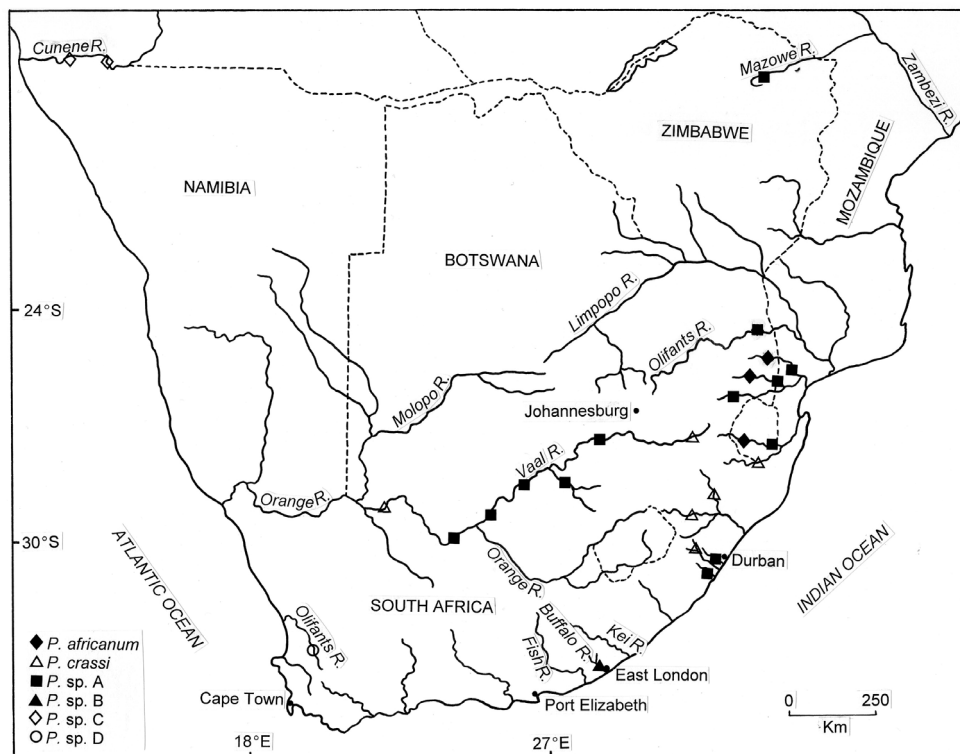 Cunene R.
Mazowe R.
Zambezi R.
ZIMBABWE
MOZAMBIQUE
NAMIBIA
BOTSWANA
24°S
Limpopo R.
Olifants R.
Molopo R.
Johannesburg
Vaal R.
Orange R.
30°S
ATLANTIC OCEAN
Orange R.
Durban
INDIAN OCEAN
SOUTH AFRICA
Olifants R.
Buffalo R.
Kei R.
Fish R.
East London
Cape Town
Port Elizabeth
P. africanum
P. crassi
P. sp. A
P. sp. B
P. sp. C
P. sp. D
0 250
Km
18°E
27°E